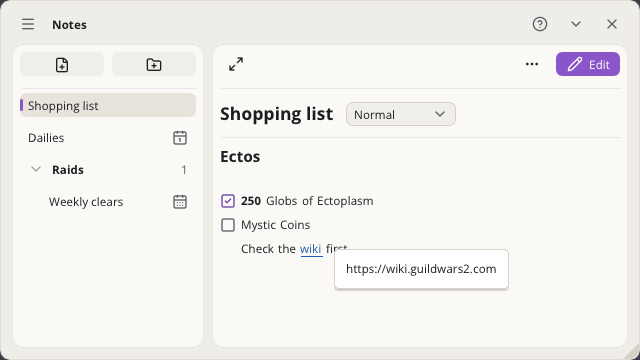 Notes
Edit
Shopping list
Dailies
Raids 1
Weekly clears
Shopping list Normal
Ectos
250 Globs of Ectoplasm
Mystic Coins
Check the wiki first
https://wiki.guildwars2.com